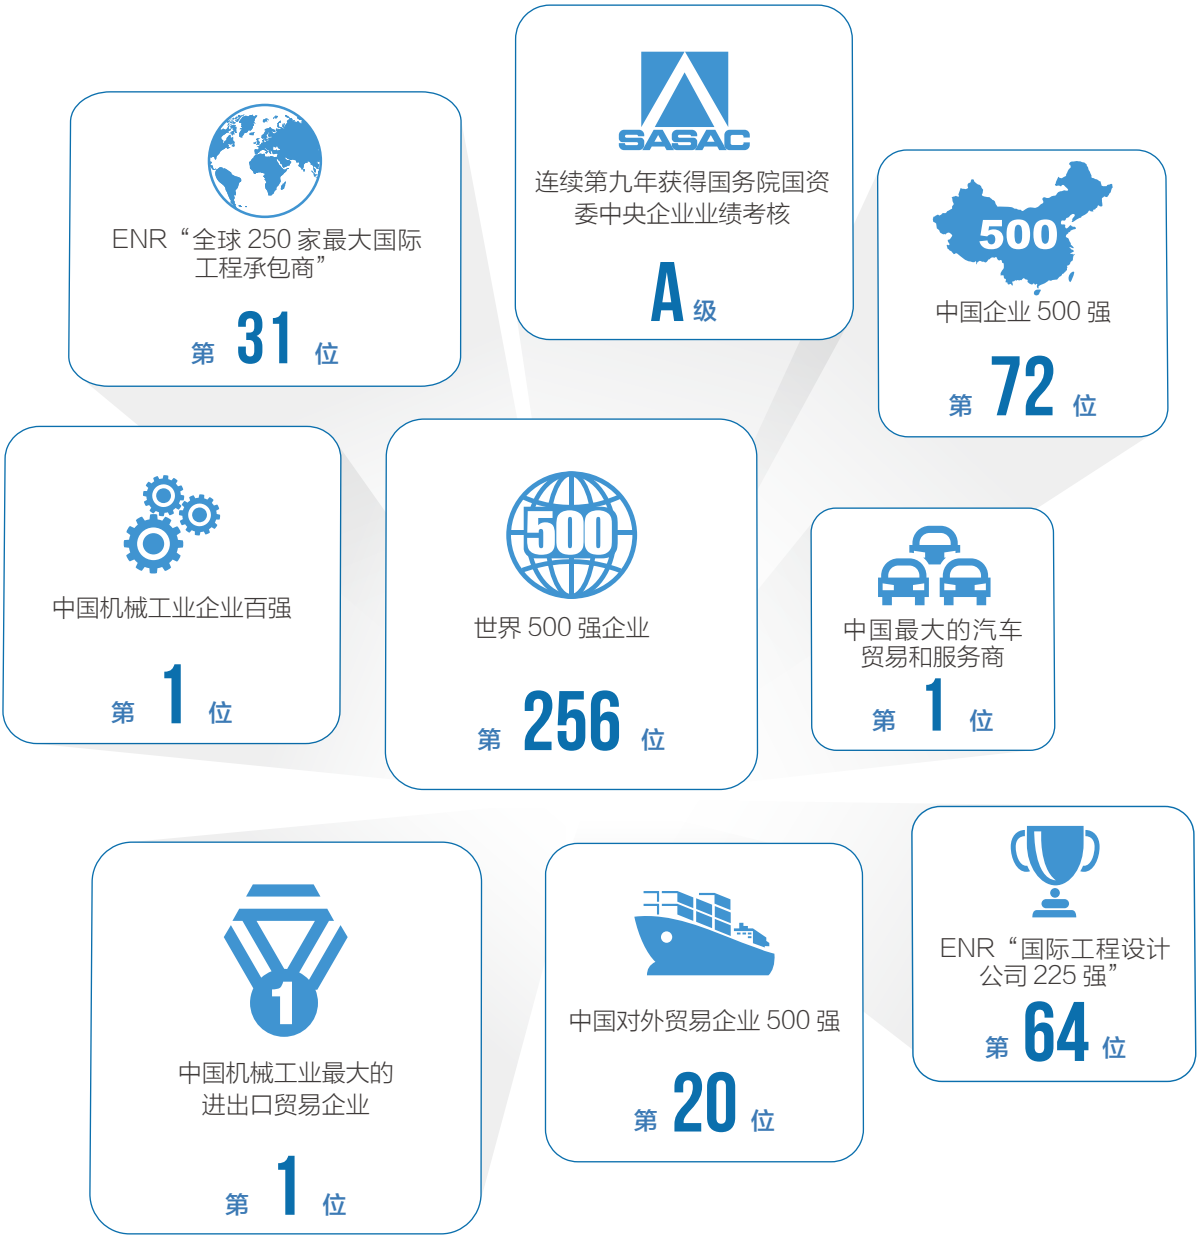 SASAC
连续第九年获得国务院国资
委中央企业业绩考核
A 级
ENR“全球 250 家最大国际
工程承包商”
第 31 位
500
中国企业 500 强
第 72 位
中国机械工业企业百强
第 1 位
500
世界 500 强企业
第 256 位
中国最大的汽车
贸易和服务商
第 1 位
1
中国机械工业最大的
进出口贸易企业
第 1 位
中国对外贸易企业 500 强
第 20 位
ENR“国际工程设计
公司 225 强”
第 64 位